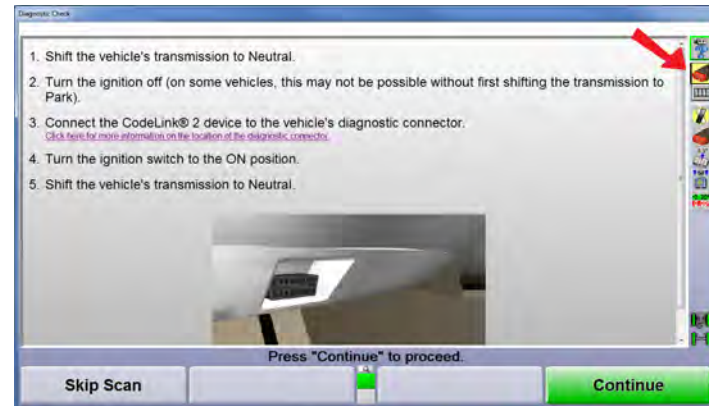 Diagnostic Check
1. Shift the vehicle's transmission to Neutral.
2. Turn the ignition off (on some vehicles, this may not be possible without first shifting the transmission to
Park).
3. Connect the CodeLink® 2 device to the vehicle's diagnostic connector.
Click here for more information on the location of the diagnostic connector.
4. Turn the ignition switch to the ON position.
5. Shift the vehicle's transmission to Neutral.
Press "Continue" to proceed.
Skip Scan
Continue